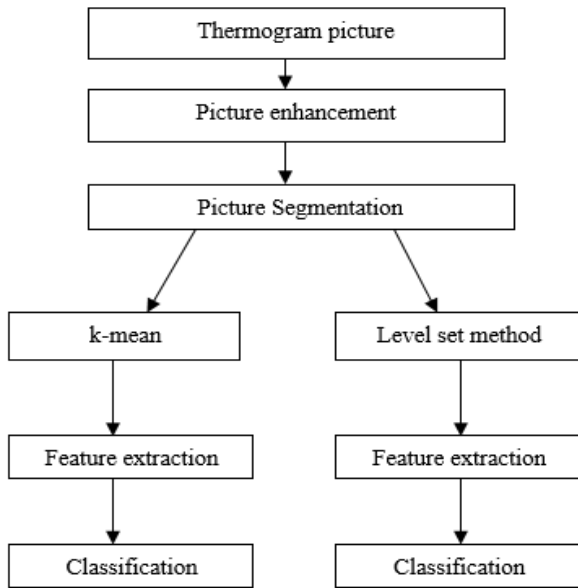 Thermogram picture
Picture enhancement
Picture Segmentation
k-mean
Level set method
Feature extraction
Feature extraction
Classification
Classification